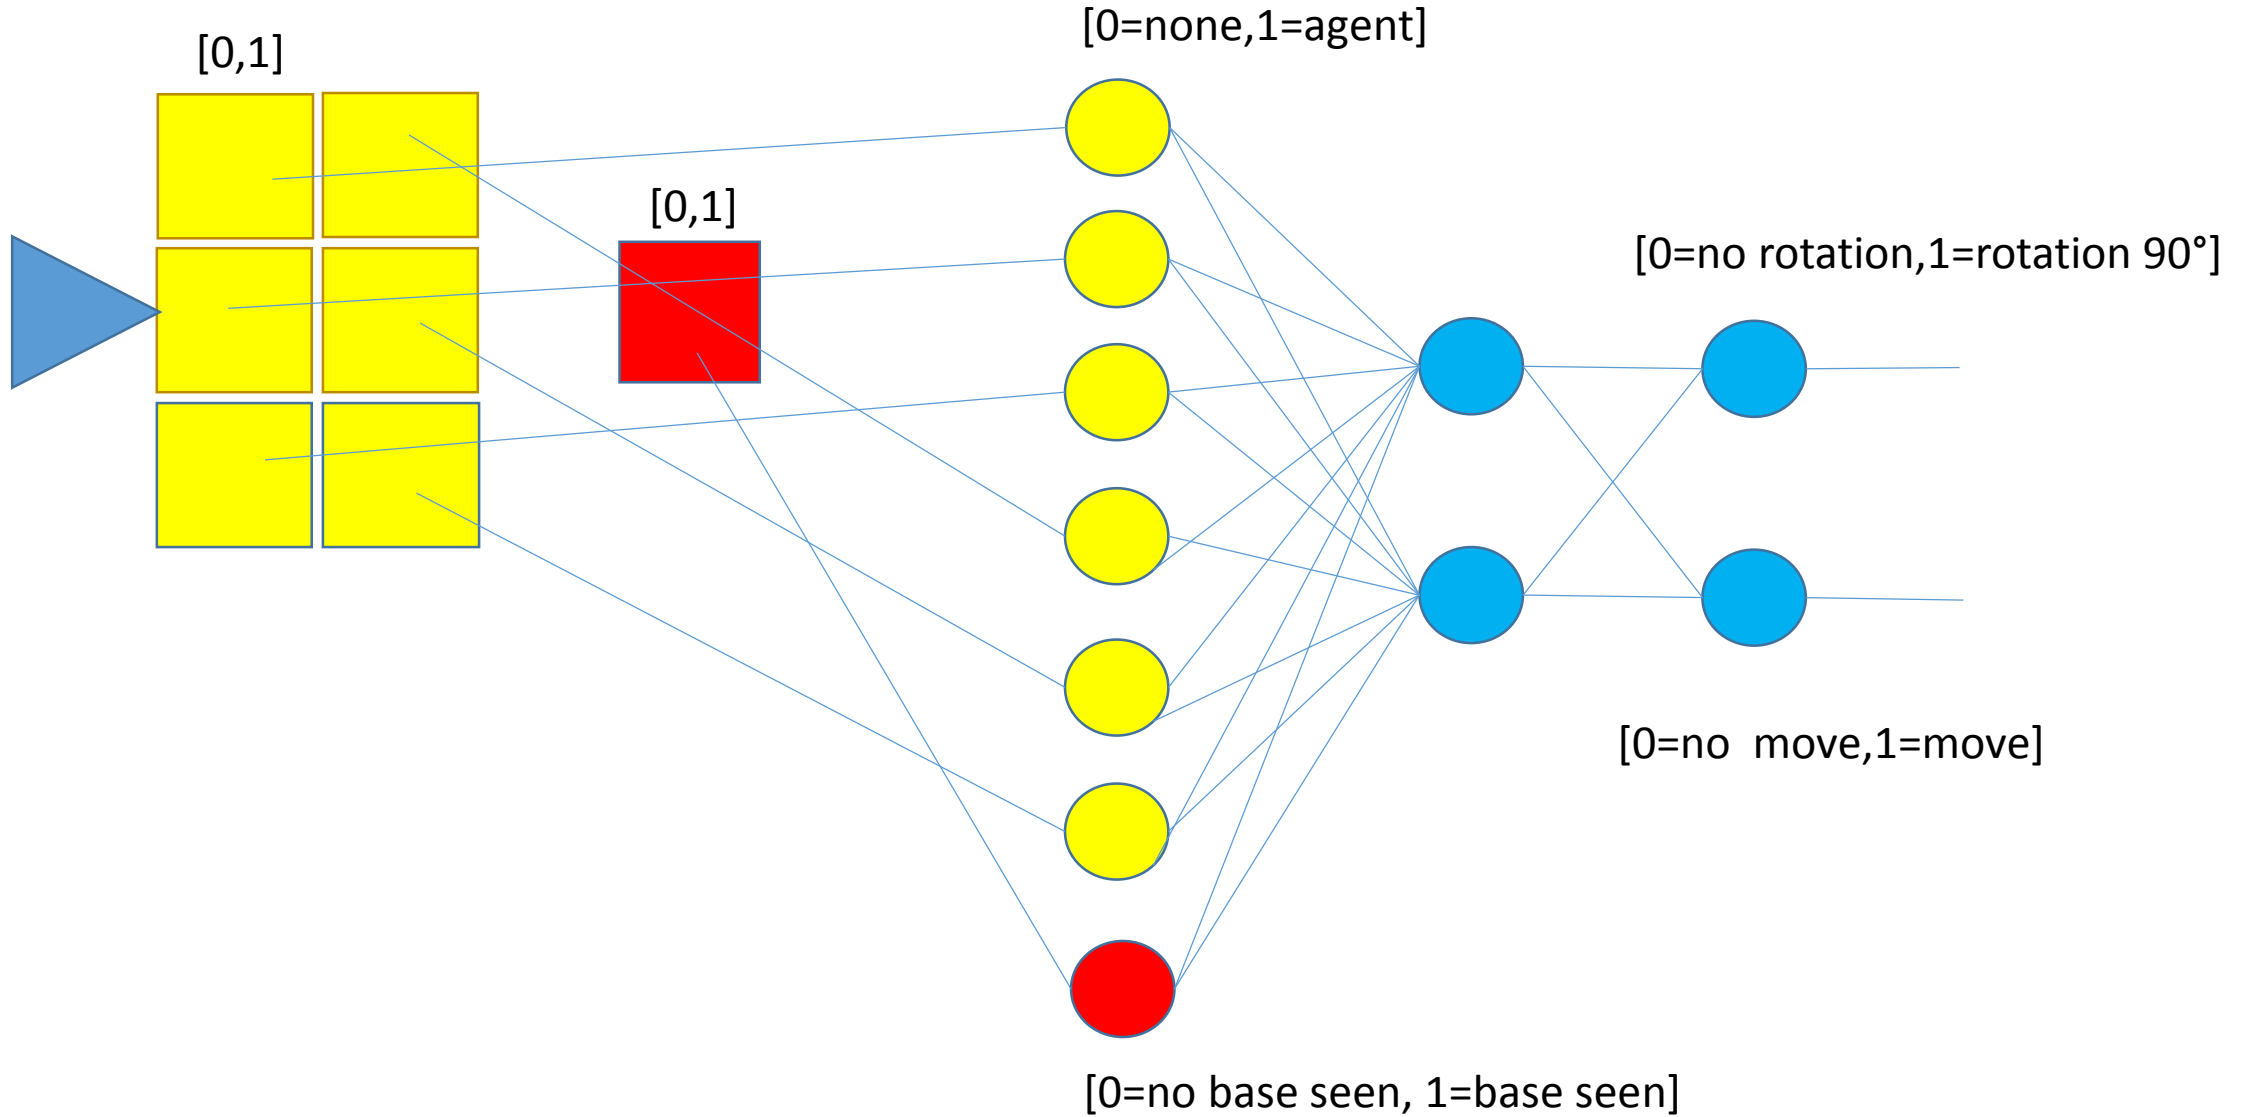 [0=none,1=agent]
[0,1]
[0,1]
[0=no rotation,1=rotation 90°]
[0=no  move,1=move]
[0=no base seen, 1=base seen]